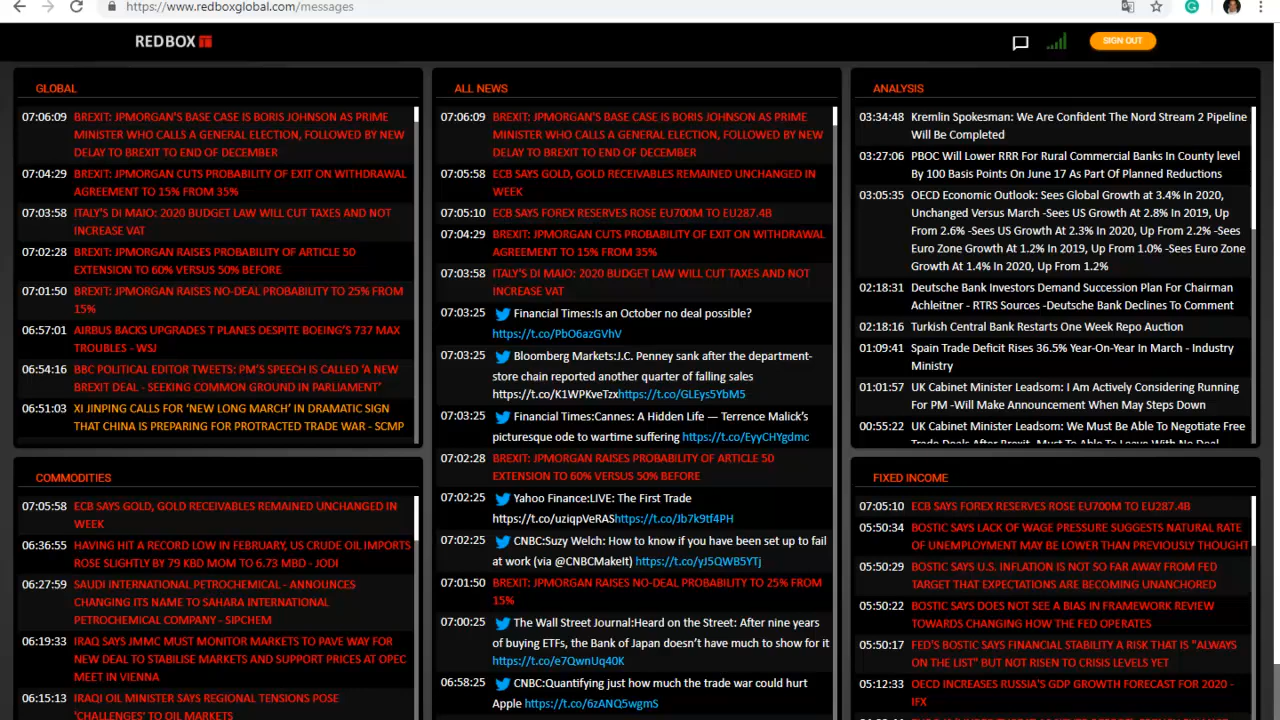 https://www.redboxglobal.com/messages
REDBOX
SIGN OUT
GLOBAL
07:06:09 BREXIT: JPMORGAN'S BASE CASE IS BORIS JOHNSON AS PRIME
MINISTER WHO CALLS A GENERAL ELECTION, FOLLOWED BY NEW
DELAY TO BREXIT TO END OF DECEMBER
07:04:29 BREXIT: JPMORGAN CUTS PROBABILITY OF EXIT ON WITHDRAWAL
AGREEMENT TO 15% FROM 35%
07:03:58 ITALY'S DI MAIO: 2020 BUDGET LAW WILL CUT TAXES AND NOT
INCREASE VAT
07:02:28 BREXIT: JPMORGAN RAISES PROBABILITY OF ARTICLE 50
EXTENSION TO 60% VERSUS 50% BEFORE
07:01:50 BREXIT: JPMORGAN RAISES NO-DEAL PROBABILITY TO 25% FROM
15%
06:57:01 AIRBUS BACKS UPGRADES T PLANES DESPITE BOEING'S 737 MAX
TROUBLES - WSJ
06:54:16 BBC POLITICAL EDITOR TWEETS: PM'S SPEECH IS CALLED 'A NEW
BREXIT DEAL - SEEKING COMMON GROUND IN PARLIAMENT'
06:51:03 XI JINPING CALLS FOR 'NEW LONG MARCH' IN DRAMATIC SIGN
THAT CHINA IS PREPARING FOR PROTRACTED TRADE WAR - SCMP
COMMODITIES
07:05:58 ECB SAYS GOLD, GOLD RECEIVABLES REMAINED UNCHANGED IN
WEEK
06:36:55 HAVING HIT A RECORD LOW IN FEBRUARY, US CRUDE OIL IMPORTS
ROSE SLIGHTLY BY 79 KBD MOM TO 6.73 MBD - JODI
06:27:59 SAUDI INTERNATIONAL PETROCHEMICAL - ANNOUNCES
CHANGING ITS NAME TO SAHARA INTERNATIONAL
PETROCHEMICAL COMPANY - SIPCHEM
06:19:33 IRAQ SAYS JMMC MUST MONITOR MARKETS TO PAVE WAY FOR
NEW DEAL TO STABILISE MARKETS AND SUPPORT PRICES AT OPEC
MEET IN VIENNA
06:15:13 IRAQI OIL MINISTER SAYS REGIONAL TENSIONS POSE
'CHALLENGES' TO OIL MARKETS
ALL NEWS
07:06:09 BREXIT: JPMORGAN'S BASE CASE IS BORIS JOHNSON AS PRIME
MINISTER WHO CALLS A GENERAL ELECTION, FOLLOWED BY NEW
DELAY TO BREXIT TO END OF DECEMBER
07:05:58 ECB SAYS GOLD, GOLD RECEIVABLES REMAINED UNCHANGED IN
WEEK
07:05:10 ECB SAYS FOREX RESERVES ROSE EU700M TO EU287.4B
07:04:29 BREXIT: JPMORGAN CUTS PROBABILITY OF EXIT ON WITHDRAWAL
AGREEMENT TO 15% FROM 35%
07:03:58 ITALY'S DI MAIO: 2020 BUDGET LAW WILL CUT TAXES AND NOT
INCREASE VAT
07:03:25 Financial Times:Is an October no deal possible?
https://t.co/PbO6azGVhV
07:03:25 Bloomberg Markets:J.C. Penney sank after the department-
store chain reported another quarter of falling sales
https://t.co/K1WPKveTzxhttps://t.co/GLEys5YbM5
07:03:25 Financial Times:Cannes: A Hidden Life — Terrence Malick's
picturesque ode to wartime suffering https://t.co/EyyCHYgdmc
07:02:28 BREXIT: JPMORGAN RAISES PROBABILITY OF ARTICLE 50
EXTENSION TO 60% VERSUS 50% BEFORE
07:02:25 Yahoo Finance:LIVE: The First Trade
https://t.co/uziqpVeRAShttps://t.co/Jb7k9tf4PH
07:02:25 CNBC:Suzy Welch: How to know if you have been set up to fail
at work (via @CNBCMakeIt) https://t.co/yJ5QWB5YTj
07:01:50 BREXIT: JPMORGAN RAISES NO-DEAL PROBABILITY TO 25% FROM
15%
07:00:25 The Wall Street Journal:Heard on the Street: After nine years
of buying ETFs, the Bank of Japan doesn't have much to show for it
https://t.co/e7QwnUq40K
06:58:25 CNBC:Quantifying just how much the trade war could hurt
Apple https://t.co/6zANQ5wgmS
ANALYSIS
03:34:48 Kremlin Spokesman: We Are Confident The Nord Stream 2 Pipeline
Will Be Completed
03:27:06 PBOC Will Lower RRR For Rural Commercial Banks In County level
By 100 Basis Points On June 17 As Part Of Planned Reductions
03:05:35 OECD Economic Outlook: Sees Global Growth at 3.4% In 2020,
Unchanged Versus March -Sees US Growth At 2.8% In 2019, Up
From 2.6% -Sees US Growth At 2.3% In 2020, Up From 2.2% -Sees
Euro Zone Growth At 1.2% In 2019, Up From 1.0% -Sees Euro Zone
Growth At 1.4% In 2020, Up From 1.2%
02:18:31 Deutsche Bank Investors Demand Succession Plan For Chairman
Achleitner - RTRS Sources -Deutsche Bank Declines To Comment
02:18:16 Turkish Central Bank Restarts One Week Repo Auction
01:09:41 Spain Trade Deficit Rises 36.5% Year-On-Year In March - Industry
Ministry
01:01:57 UK Cabinet Minister Leadsom: I Am Actively Considering Running
For PM -Will Make Announcement When May Steps Down
00:55:22 UK Cabinet Minister Leadsom: We Must Be Able To Negotiate Free
Trade Deals After Brexit, Must To Able To Leave With No Deal
FIXED INCOME
07:05:10 ECB SAYS FOREX RESERVES ROSE EU700M TO EU287.4B
05:50:34 BOSTIC SAYS LACK OF WAGE PRESSURE SUGGESTS NATURAL RATE
OF UNEMPLOYMENT MAY BE LOWER THAN PREVIOUSLY THOUGHT
05:50:29 BOSTIC SAYS U.S. INFLATION IS NOT SO FAR AWAY FROM FED
TARGET THAT EXPECTATIONS ARE BECOMING UNANCHORED
05:50:22 BOSTIC SAYS DOES NOT SEE A BIAS IN FRAMEWORK REVIEW
TOWARDS CHANGING HOW THE FED OPERATES
05:50:17 FED'S BOSTIC SAYS FINANCIAL STABILITY A RISK THAT IS "ALWAYS
ON THE LIST" BUT NOT RISEN TO CRISIS LEVELS YET
05:12:33 OECD INCREASES RUSSIA'S GDP GROWTH FORECAST FOR 2020 -
IFX